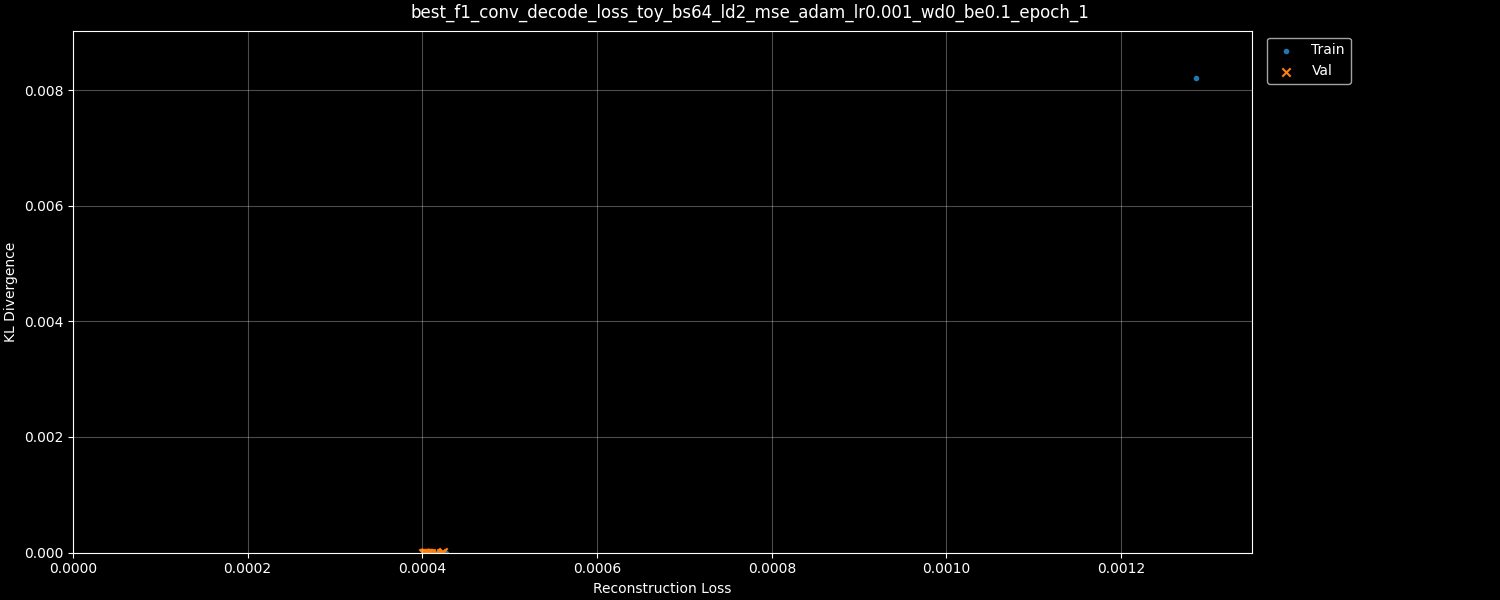 best_f1_conv_decode_loss_toy_bs64_ld2_mse_adam_lr0.001_wd0_be0.1_epoch_1
Train
Val
0.008
0.006
0.004
0.002
0.000
KL Divergence
0.0000 0.0002 0.0004 0.0006 0.0008 0.0010 0.0012
Reconstruction Loss